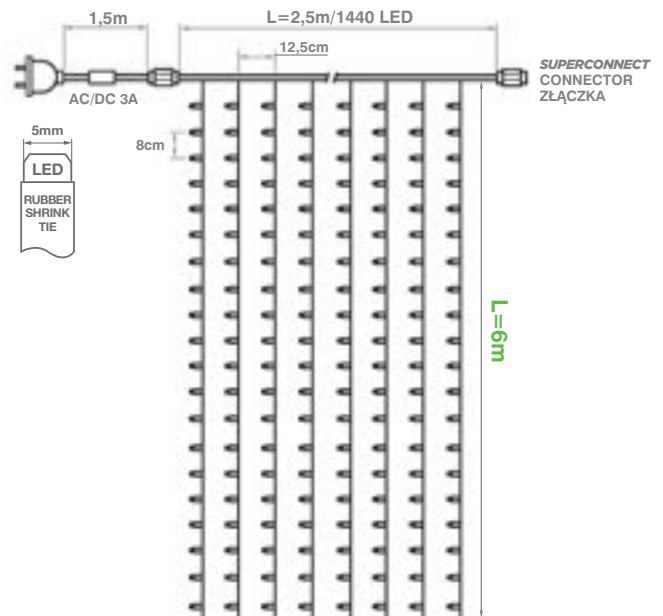 1,5m
L=2,5m/1440 LED
12,5cm
SUPERCONNECT
CONNECTOR
ZŁĄCZKA
AC/DC 3A
5mm
8cm
LED
RUBBER
SHRINK
TIE
L=6m